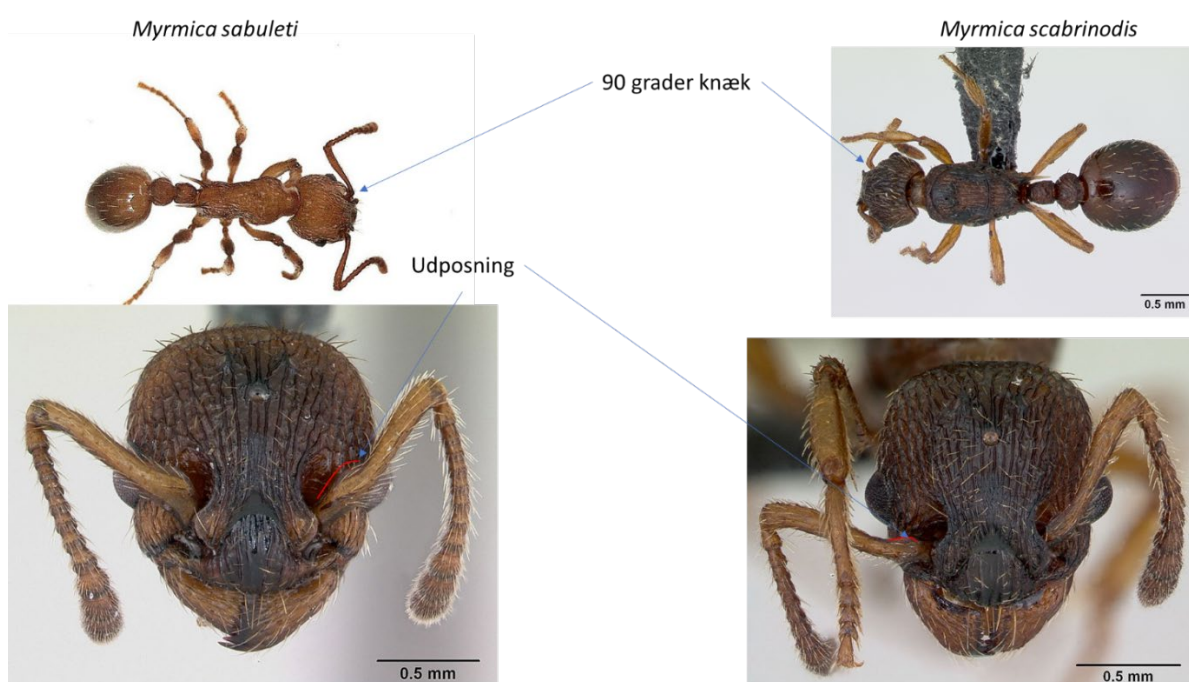 Myrmica sabuleti
Myrmica scabrinodis
90 grader knæk
0.5 mm
Udposning
0.5 mm
0.5 mm